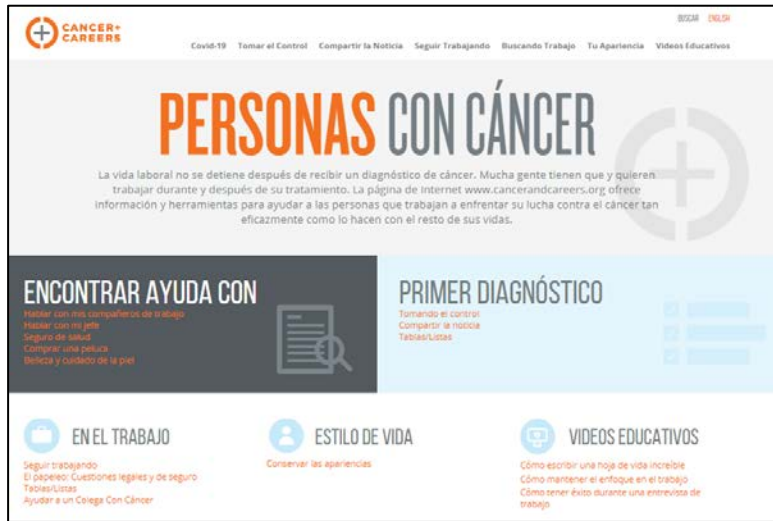 CANCER+
CAREERS
BUSCAR ENGLISH
Covid-19 Tomar el Control Compartir la Noticia Seguir Trabajando Buscando Trabajo Tu Apariencia Videos Educativos
PERSONAS CON CÁNCER
La vida laboral no se detiene después de recibir un diagnóstico de cáncer. Mucha gente tienen que y quieren
trabajar durante y después de su tratamiento. La página de Internet www.cancerandcareers.org ofrece
información y herramientas para ayudar a las personas que trabajan a enfrentar su lucha contra el cáncer tan
eficazmente como lo hacen con el resto de sus vidas.
ENCONTRAR AYUDA CON
Hablar con mis compañeros de trabajo
Hablar con mi jefe
Seguro de salud
Comprar una peluca
Belleza y cuidado de la piel
PRIMER DIAGNÓSTICO
Tomando el control
Compartir la noticia
Tablas/Listas
EN EL TRABAJO
Seguir trabajando
El papeleo: Cuestiones legales y de seguro
Tablas/Listas
Ayudar a un Colega Con Cáncer
ESTILO DE VIDA
Conservar las apariencias
VIDEOS EDUCATIVOS
Cómo escribir una hoja de vida increíble
Cómo mantener el enfoque en el trabajo
Cómo tener éxito durante una entrevista de
trabajo